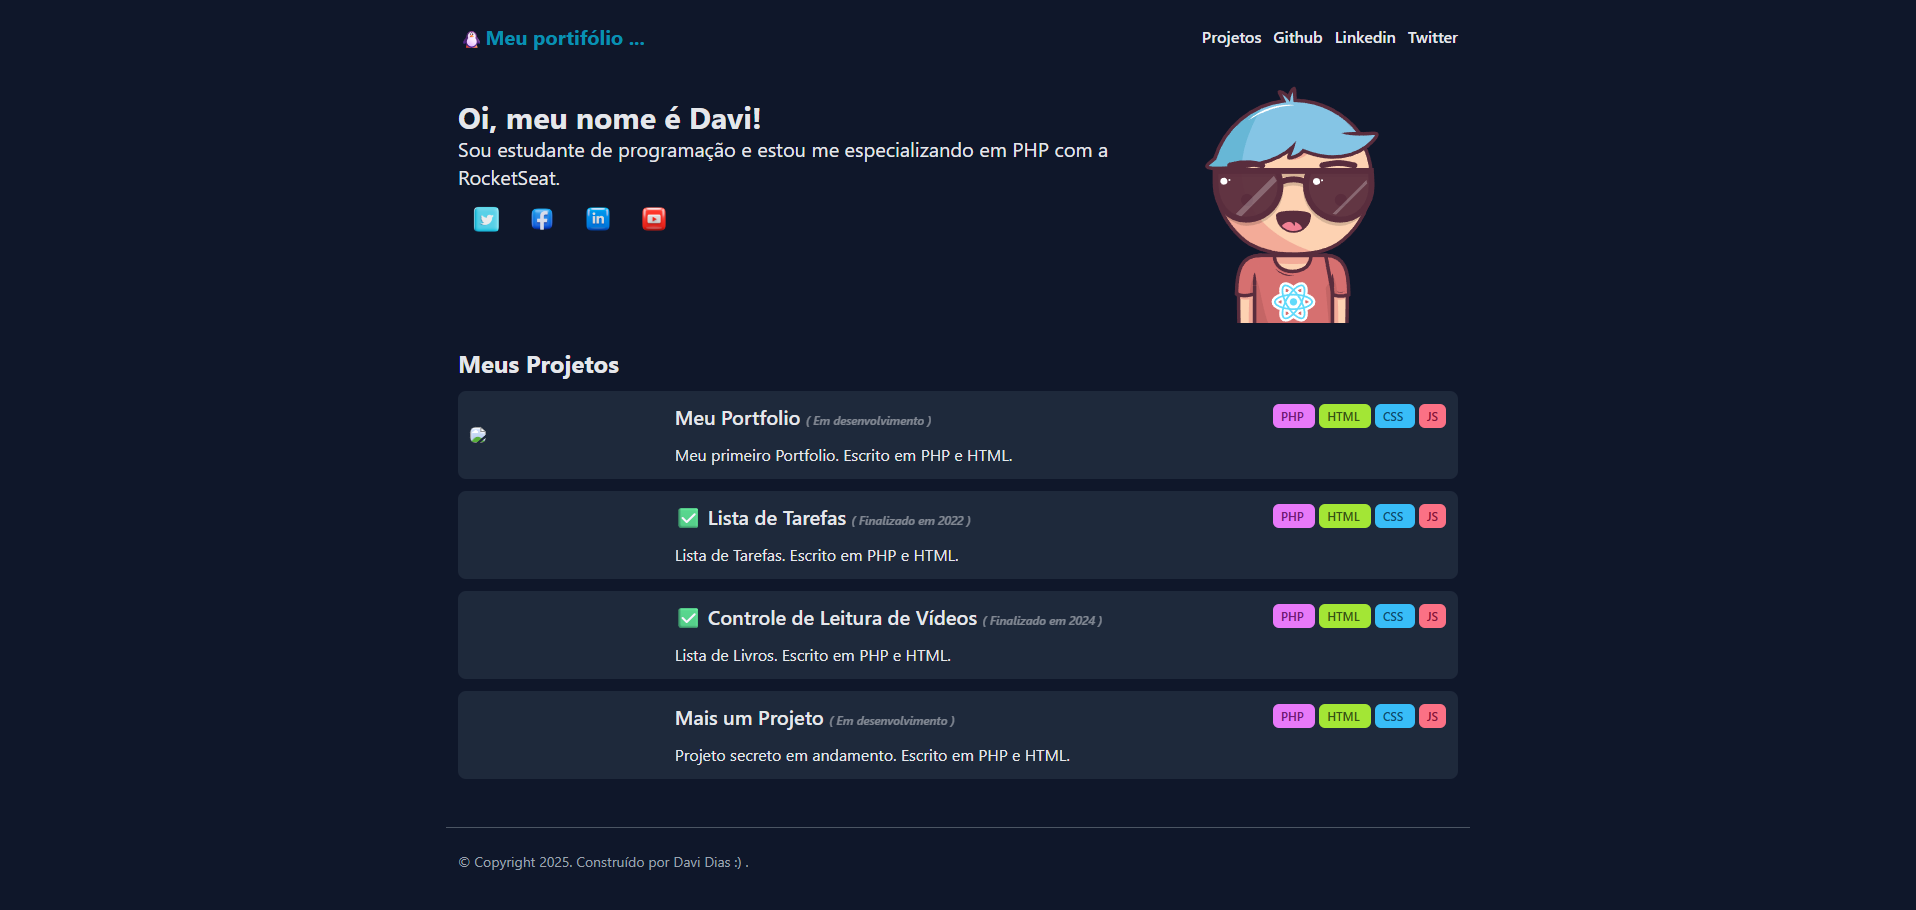 Meu portifólio ...
Projetos Github Linkedin Twitter
Oi, meu nome é Davi!
Sou estudante de programação e estou me especializando em PHP com a
RocketSeat.
Meus Projetos
Meu Portfolio ( Em desenvolvimento )
PHP HTML CSS JS
Meu primeiro Portfolio. Escrito em PHP e HTML.
✅ Lista de Tarefas ( Finalizado em 2022 )
PHP HTML CSS JS
Lista de Tarefas. Escrito em PHP e HTML.
✅ Controle de Leitura de Vídeos ( Finalizado em 2024 )
PHP HTML CSS JS
Lista de Livros. Escrito em PHP e HTML.
Mais um Projeto ( Em desenvolvimento )
PHP HTML CSS JS
Projeto secreto em andamento. Escrito em PHP e HTML.
© Copyright 2025. Construído por Davi Dias :) .